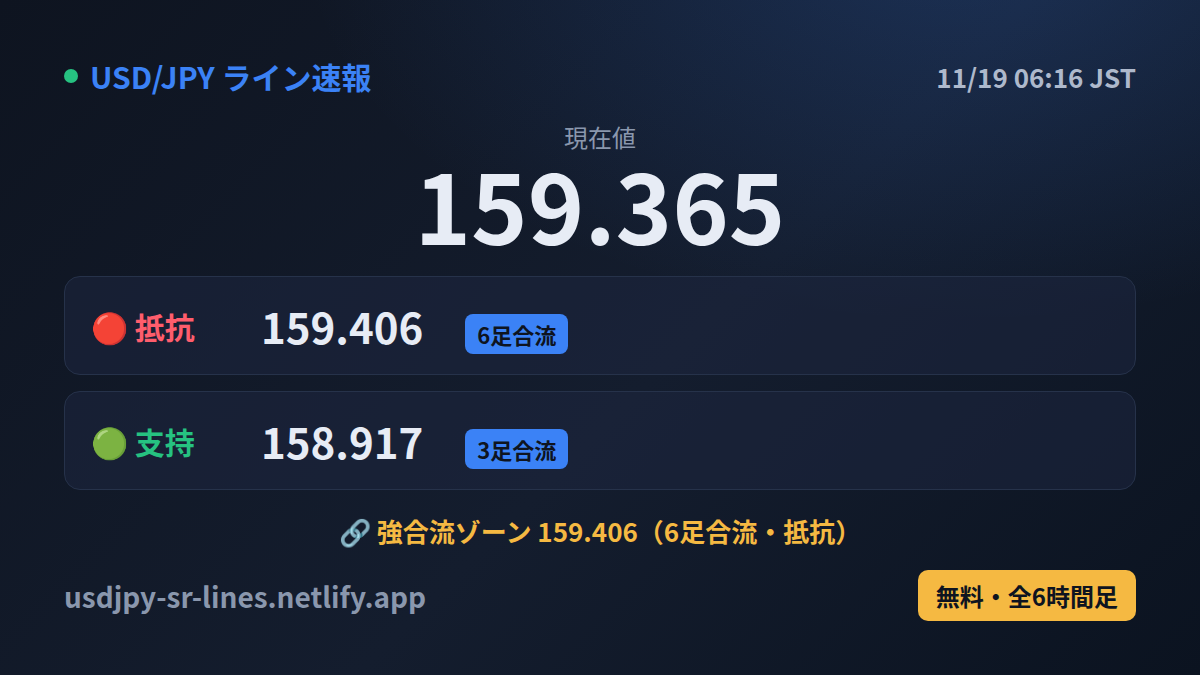 USD/JPY ライン速報
11/19 06:16 JST
現在値
159.365
抵抗 159.406 6足合流
支持 158.917 3足合流
強合流ゾーン 159.406（6足合流・抵抗）
usdjpy-sr-lines.netlify.app
無料・全6時間足